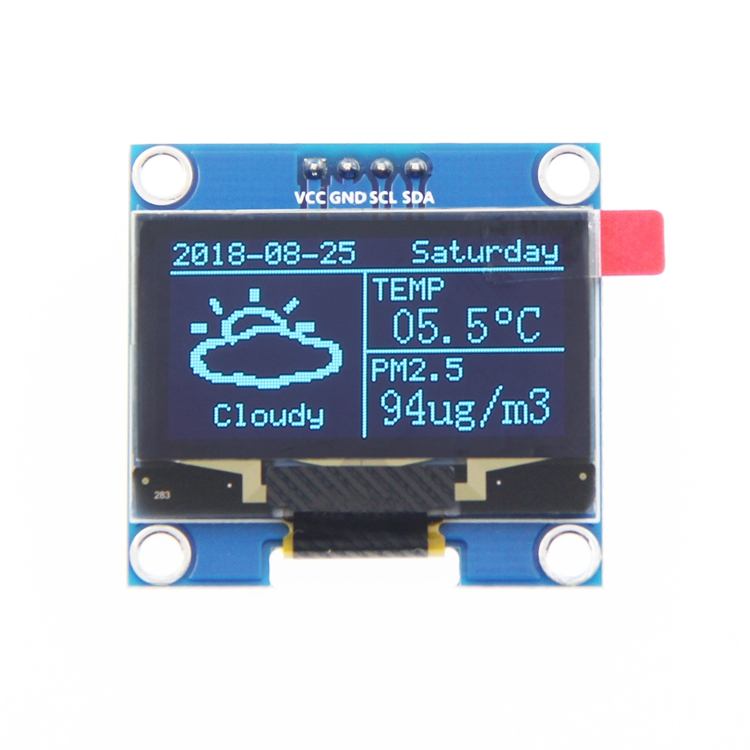 VCC GND SCL SDA
2018-08-25 Saturday
TEMP
05.5°C
PM2.5
94ug/m3
Cloudy
283